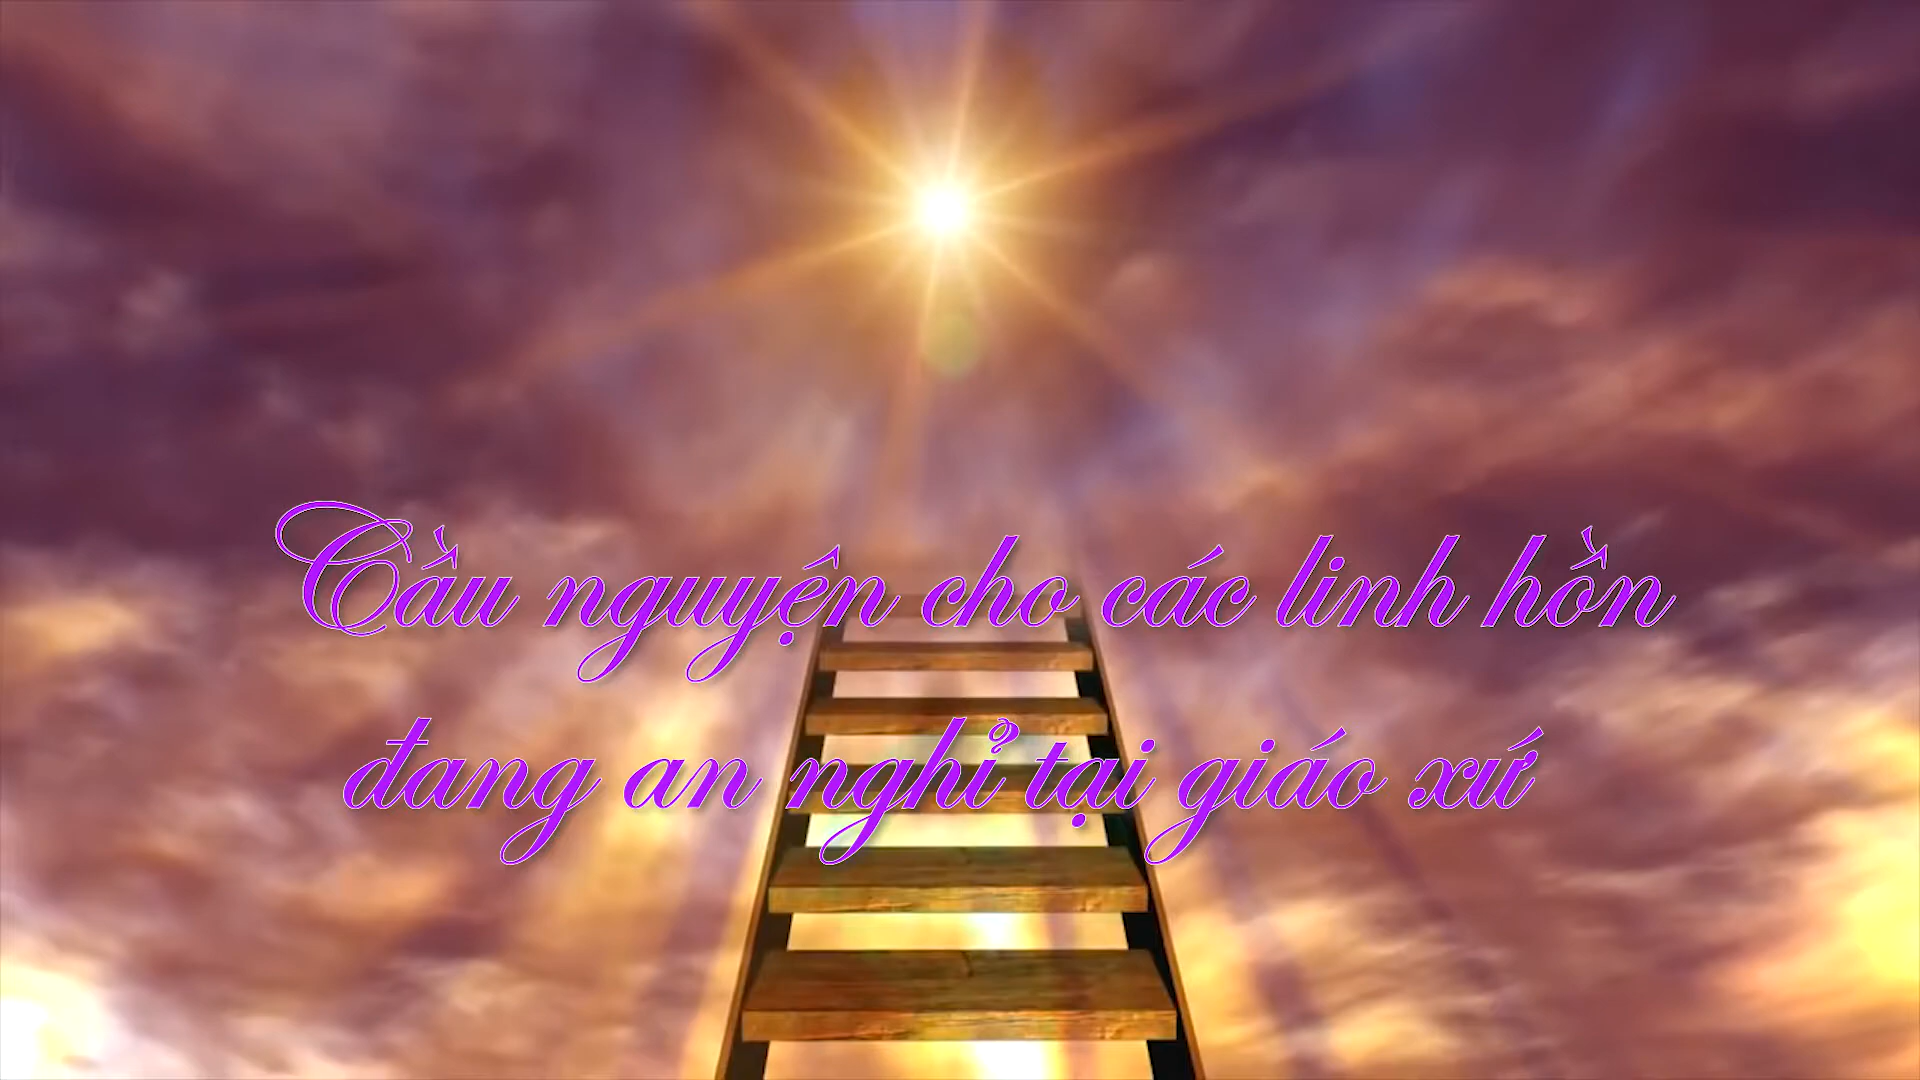 Cầu nguyện cho các linh hồn
đang an nghỉ tại giáo xứ